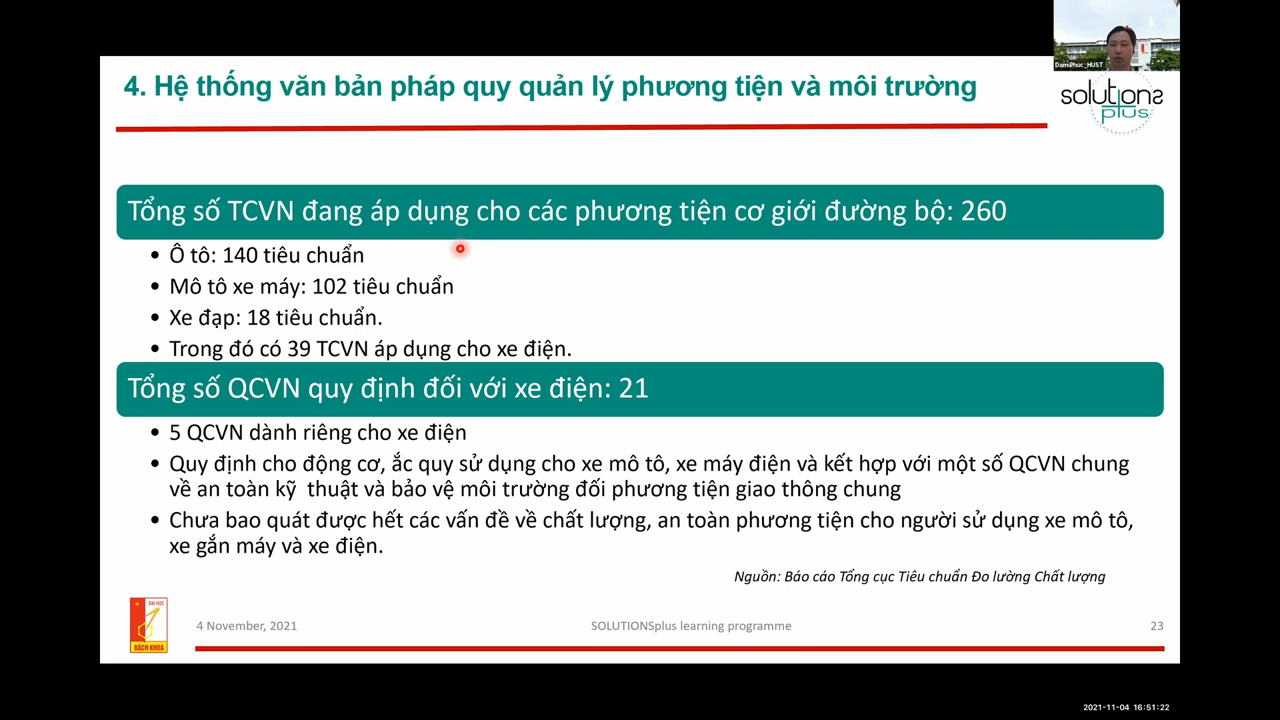 DamPhuc_HUST
4. Hệ thống văn bản pháp quy quản lý phương tiện và môi trường
solutions
plus
Tổng số TCVN đang áp dụng cho các phương tiện cơ giới đường bộ: 260
• Ô tô: 140 tiêu chuẩn
• Mô tô xe máy: 102 tiêu chuẩn
• Xe đạp: 18 tiêu chuẩn.
• Trong đó có 39 TCVN áp dụng cho xe điện.
Tổng số QCVN quy định đối với xe điện: 21
• 5 QCVN dành riêng cho xe điện
• Quy định cho động cơ, ắc quy sử dụng cho xe mô tô, xe máy điện và kết hợp với một số QCVN chung
về an toàn kỹ thuật và bảo vệ môi trường đối phương tiện giao thông chung
• Chưa bao quát được hết các vấn đề về chất lượng, an toàn phương tiện cho người sử dụng xe mô tô,
xe gắn máy và xe điện.
Nguồn: Báo cáo Tổng cục Tiêu chuẩn Đo lường Chất lượng
ĐẠI HỌC
BÁCH KHOA
4 November, 2021
SOLUTIONSplus learning programme
23
2021-11-04 16:51:22